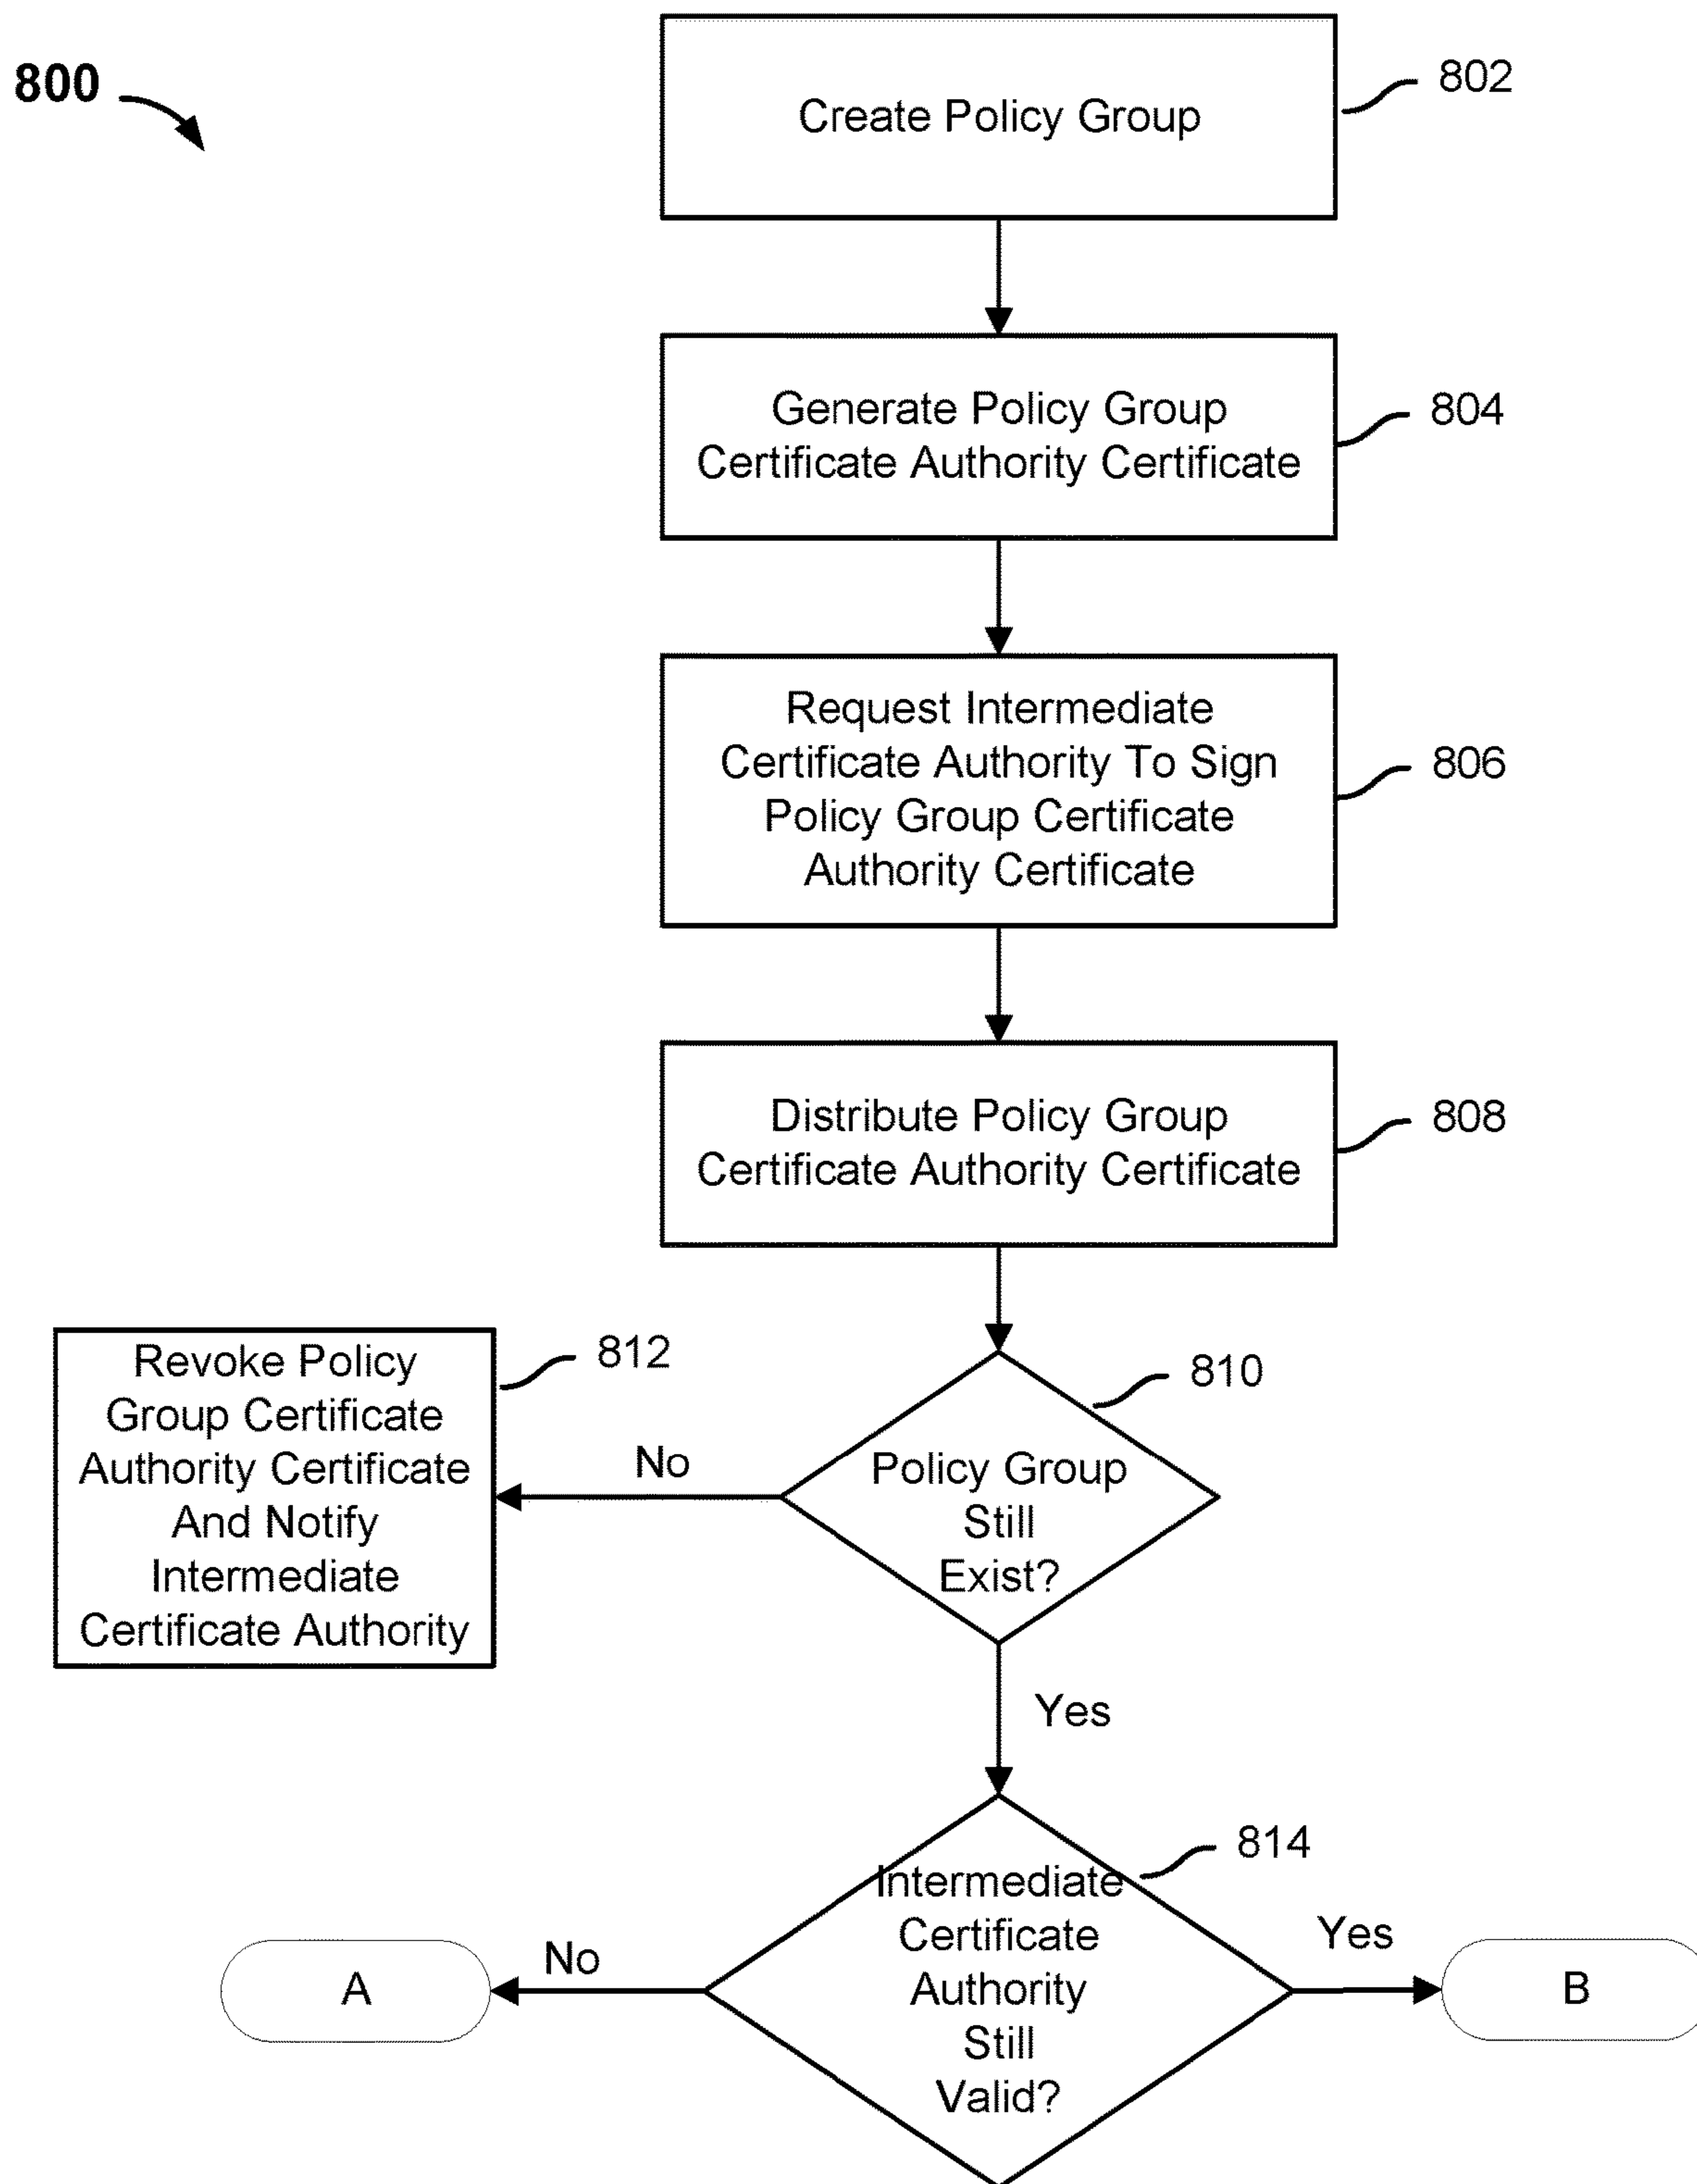 800
Create Policy Group
802
Generate Policy Group
Certificate Authority Certificate
804
Request Intermediate
Certificate Authority To Sign
Policy Group Certificate
Authority Certificate
806
Distribute Policy Group
Certificate Authority Certificate
808
Revoke Policy
Group Certificate
Authority Certificate
And Notify
Intermediate
Certificate Authority
812
No
Policy Group
Still
Exist?
810
Yes
Intermediate
Certificate
Authority
Still
Valid?
814
No
A
Yes
B